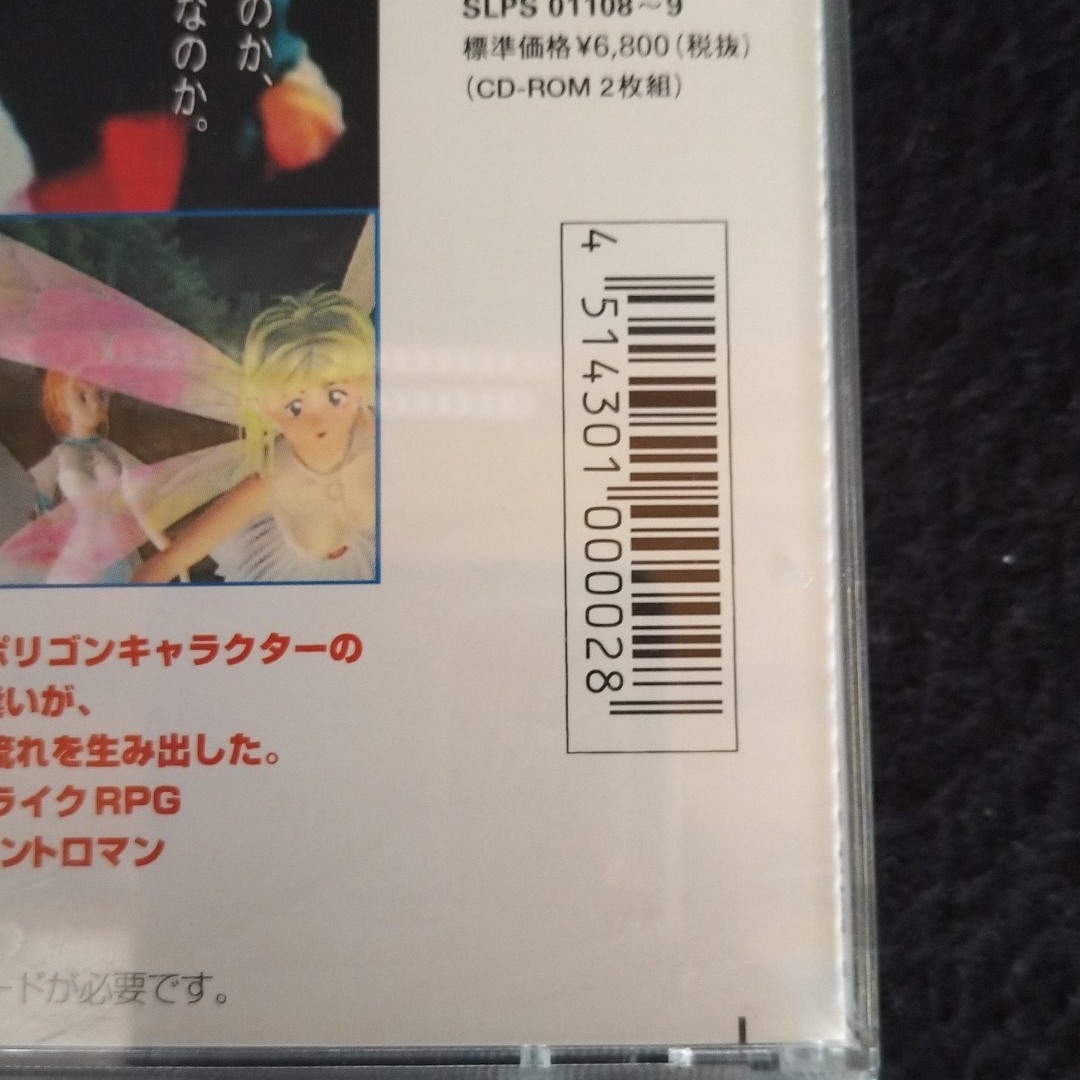 のか、
なのか。
SLPS 01108～9
標準価格¥6,800(税抜)
(CD-ROM 2枚組)
4 514301 000028
ポリゴンキャラクターの
いが、
流れを生み出した。
ライクRPG
ントロマン
ードが必要です。